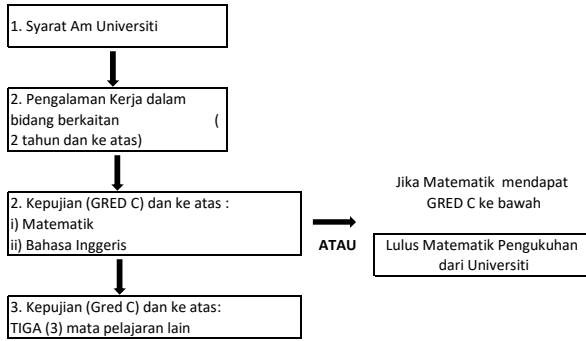 1. Syarat Am Universiti
2. Pengalaman Kerja dalam
bidang berkaitan (
2 tahun dan ke atas)
2. Kepujian (GRED C) dan ke atas :
i) Matematik
ii) Bahasa Inggeris
ATAU
Jika Matematik mendapat
GRED C ke bawah
Lulus Matematik Pengukuhan
dari Universiti
3. Kepujian (Gred C) dan ke atas:
TIGA (3) mata pelajaran lain